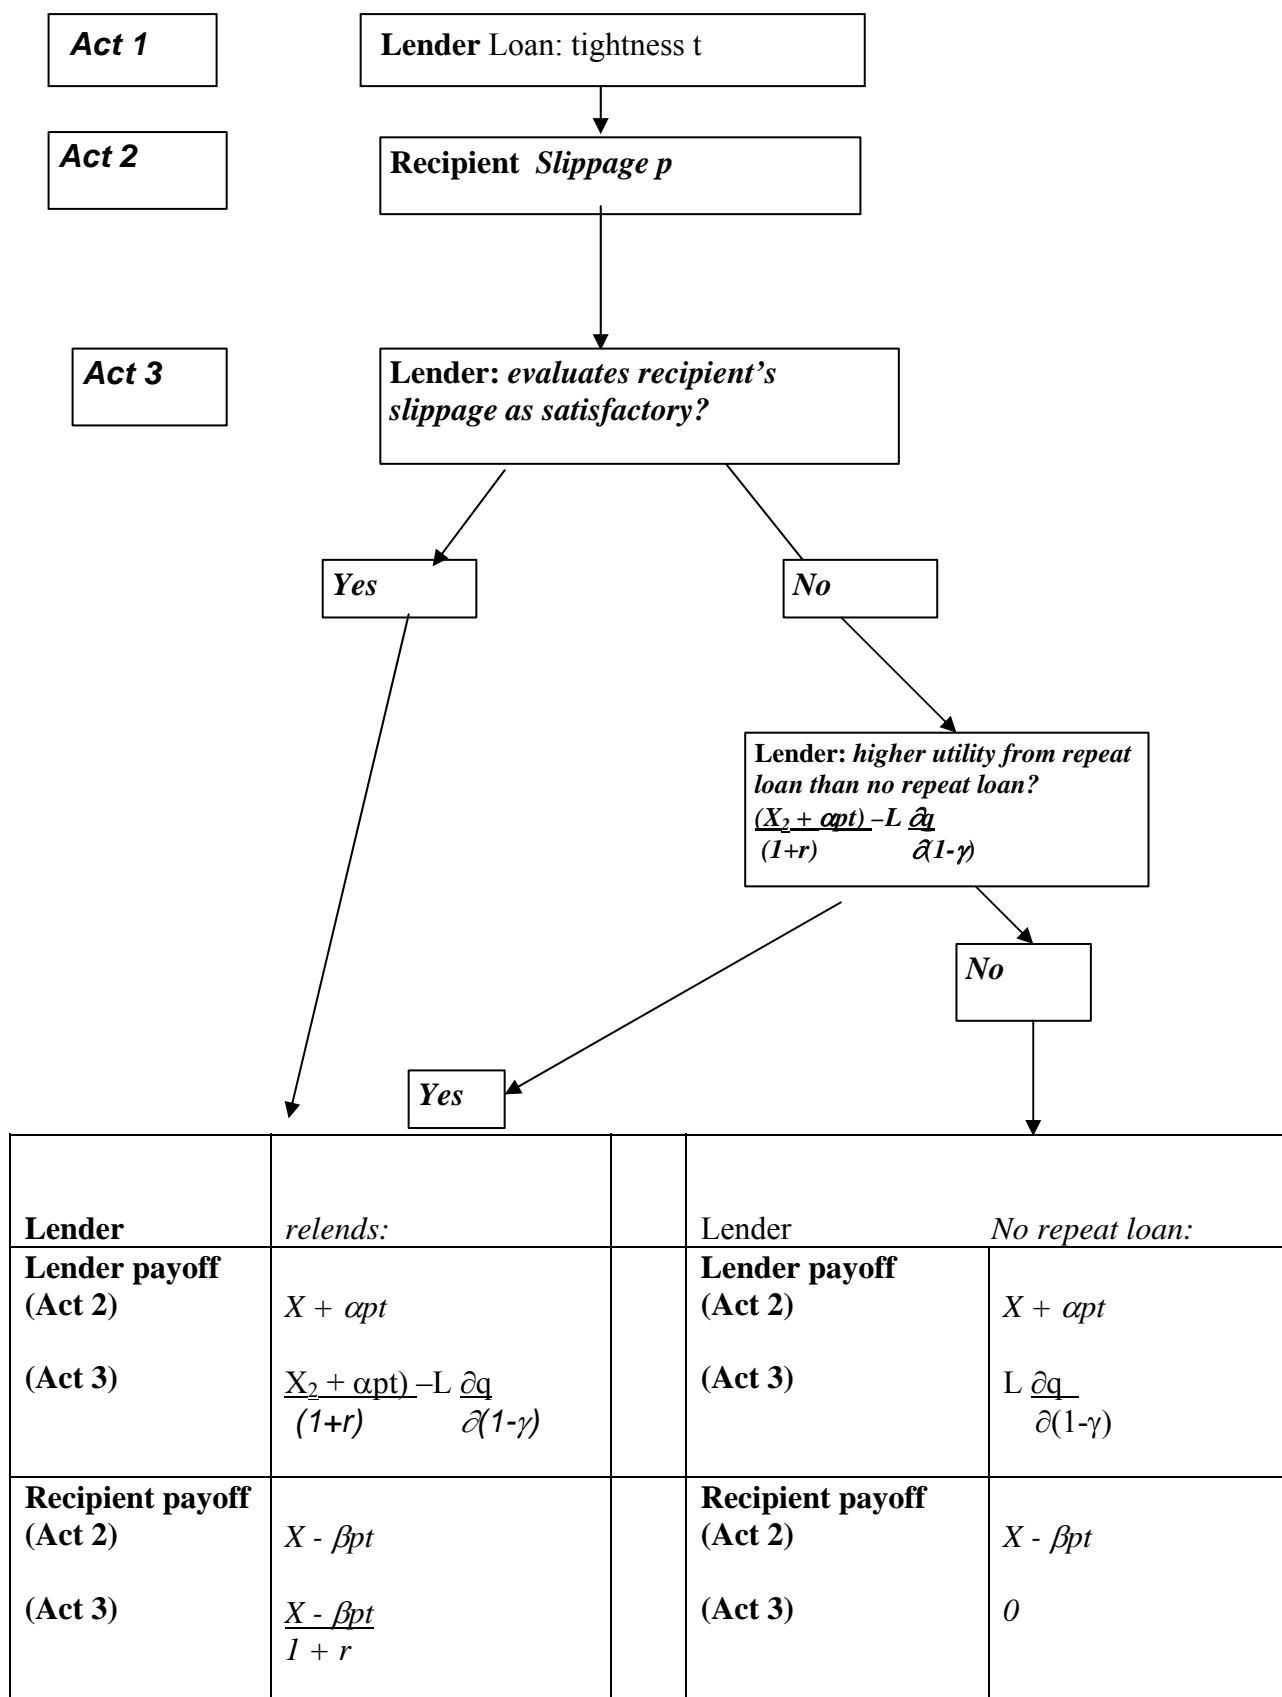 Act 1
Lender Loan: tightness t
Act 2
Recipient Slippage p
Act 3
Lender: evaluates recipient’s
slippage as satisfactory?
Yes
No
Lender: higher utility from repeat
loan than no repeat loan?
(X₂ + αpt) –L ∂q
(1+r) ∂(1-γ)
No
Yes
Lender relends: Lender No repeat loan:
Lender payoff Lender payoff
(Act 2) X + αpt (Act 2) X + αpt
(Act 3) X₂ + αpt) –L ∂q (Act 3) L ∂q
(1+r) ∂(1-γ) ∂(1-γ)
Recipient payoff Recipient payoff
(Act 2) X - βpt (Act 2) X - βpt
(Act 3) X - βpt (Act 3) 0
1 + r